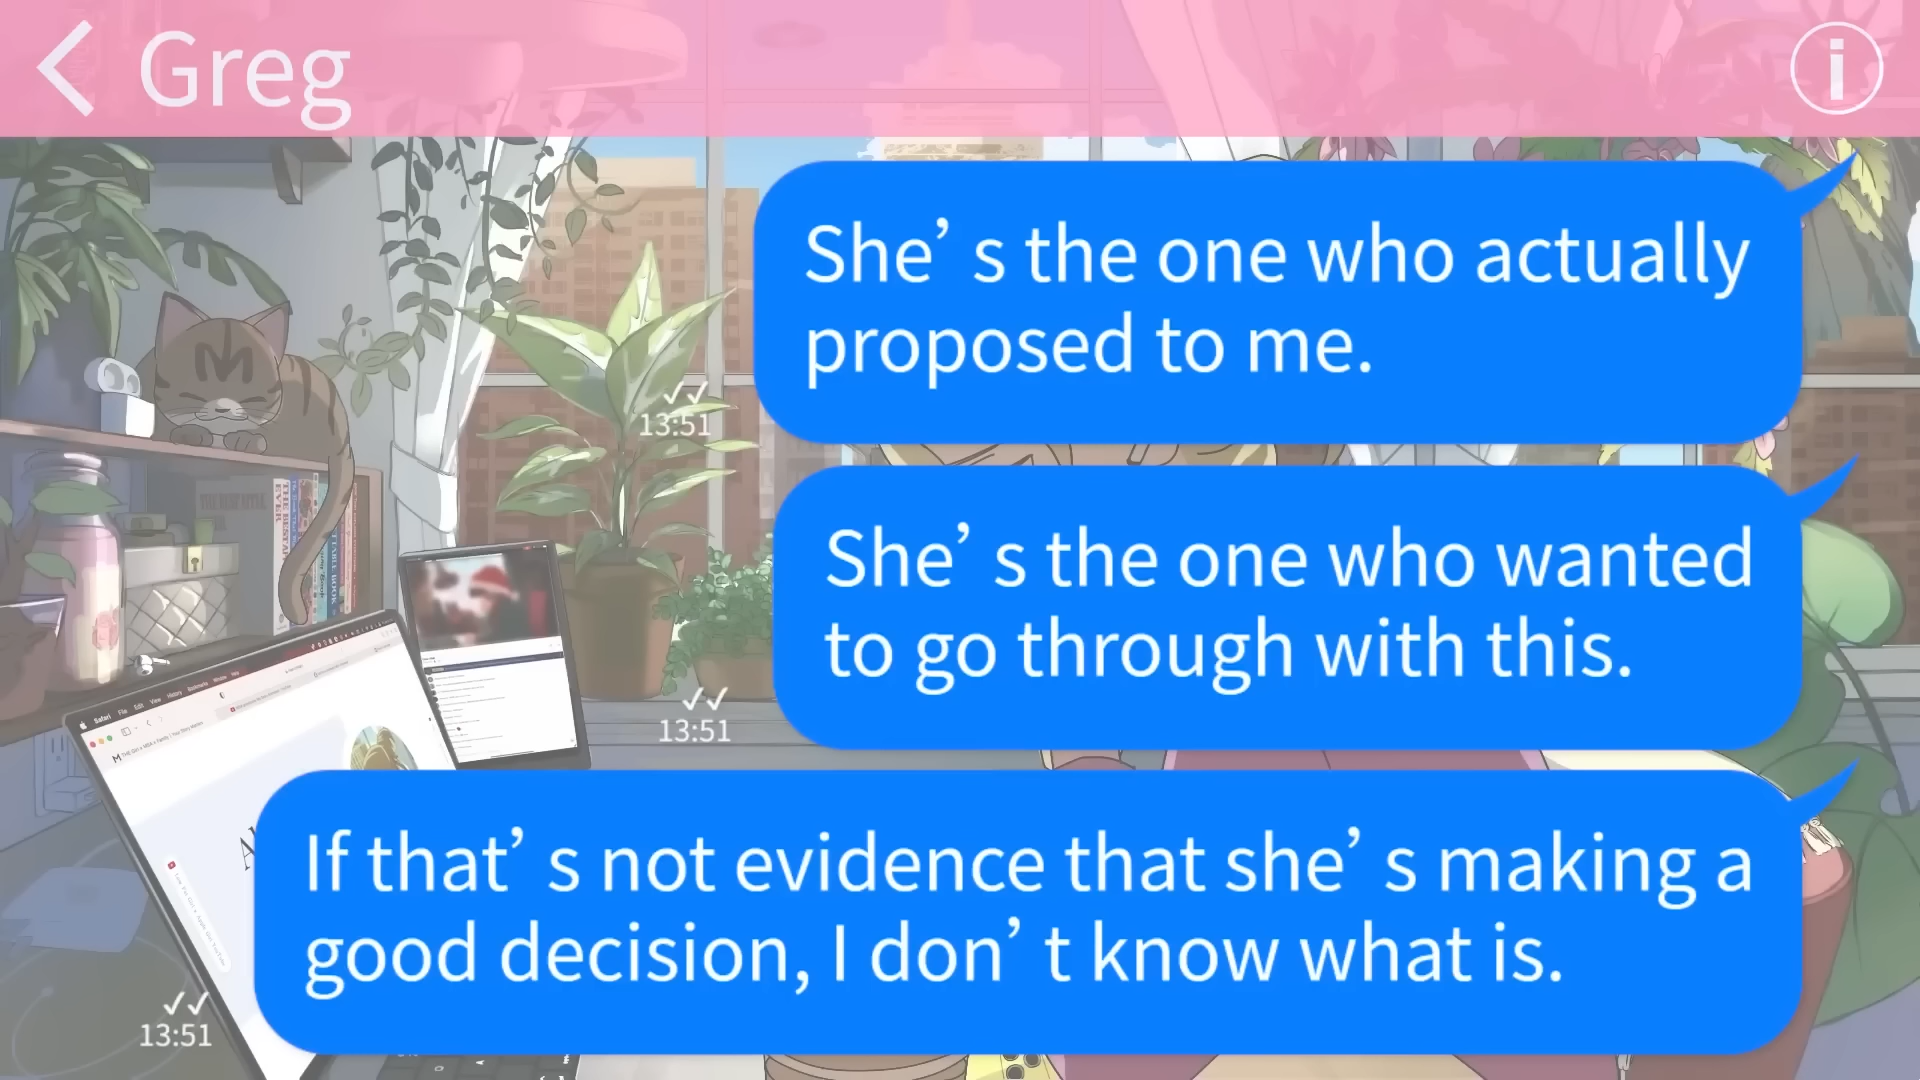 Greg
She’s the one who actually
proposed to me.
13:51
She’s the one who wanted
to go through with this.
13:51
If that’s not evidence that she’s making a
good decision, I don’t know what is.
13:51